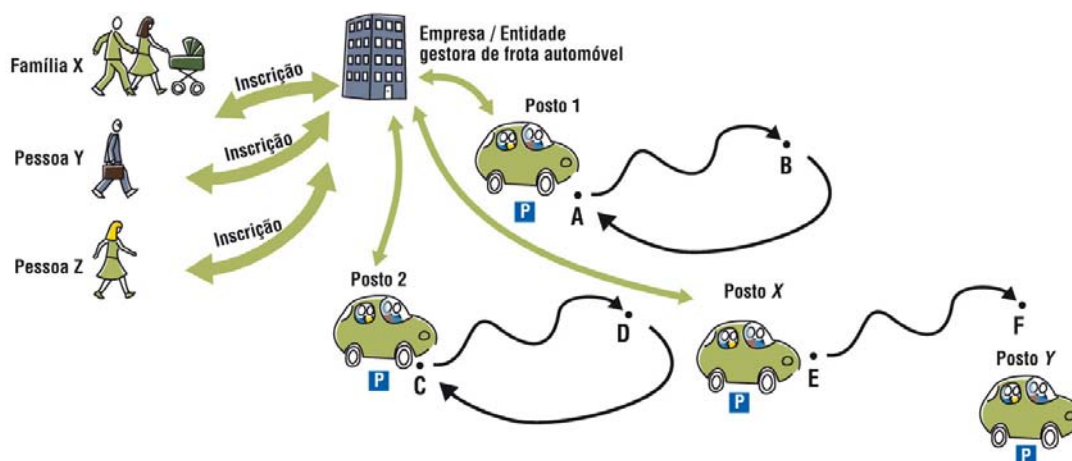 Família X
Inscrição
Empresa / Entidade
gestora de frota automóvel
Posto 1
Pessoa Y
Inscrição
B
P
A
Pessoa Z
Inscrição
Posto 2
D
P
C
Posto X
P
E
F
Posto Y
P